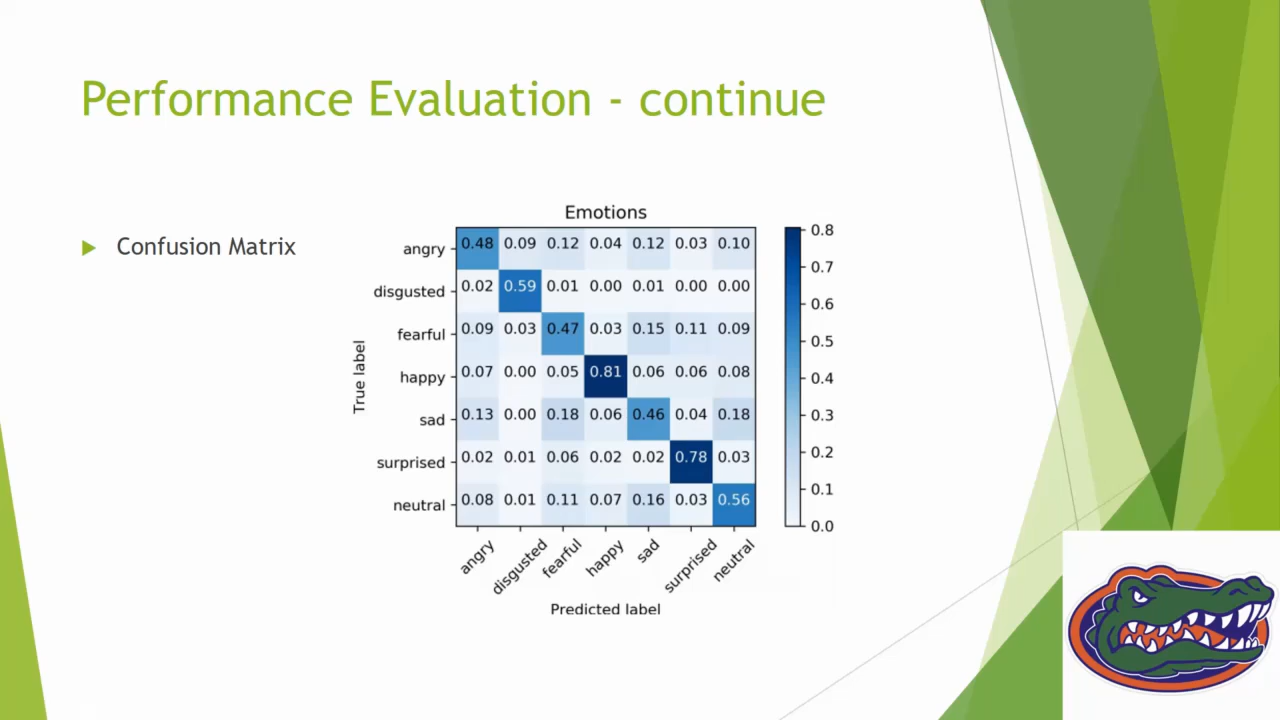 Performance Evaluation - continue
Confusion Matrix
Emotions
angry 0.48 0.09 0.12 0.04 0.12 0.03 0.10
disgusted 0.02 0.59 0.01 0.00 0.01 0.00 0.00
fearful 0.09 0.03 0.47 0.03 0.15 0.11 0.09
happy 0.07 0.00 0.05 0.81 0.06 0.06 0.08
sad 0.13 0.00 0.18 0.06 0.46 0.04 0.18
surprised 0.02 0.01 0.06 0.02 0.02 0.78 0.03
neutral 0.08 0.01 0.11 0.07 0.16 0.03 0.56
True label
angry disgusted fearful happy sad surprised neutral
Predicted label
0.8
0.7
0.6
0.5
0.4
0.3
0.2
0.1
0.0